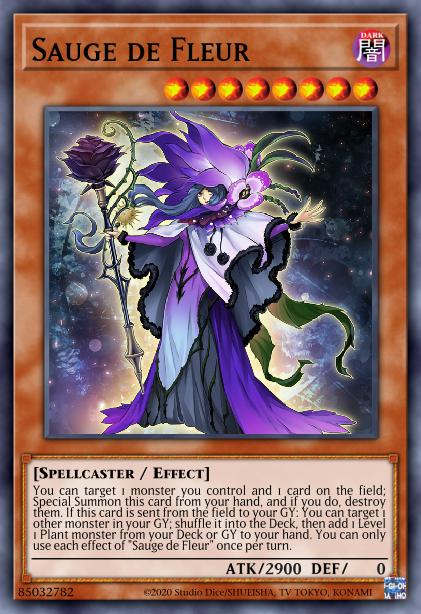 Sauge de Fleur
DARK
闇
[Spellcaster / Effect]
You can target 1 monster you control and 1 card on the field;
Special Summon this card from your hand, and if you do, destroy
them. If this card is sent from the field to your GY: You can target 1
other monster in your GY; shuffle it into the Deck, then add 1 Level
1 Plant monster from your Deck or GY to your hand. You can only
use each effect of "Sauge de Fleur" once per turn.
ATK/2900 DEF/ 0
85032782 ©2020 Studio Dice/SHUEISHA, TV TOKYO, KONAMI